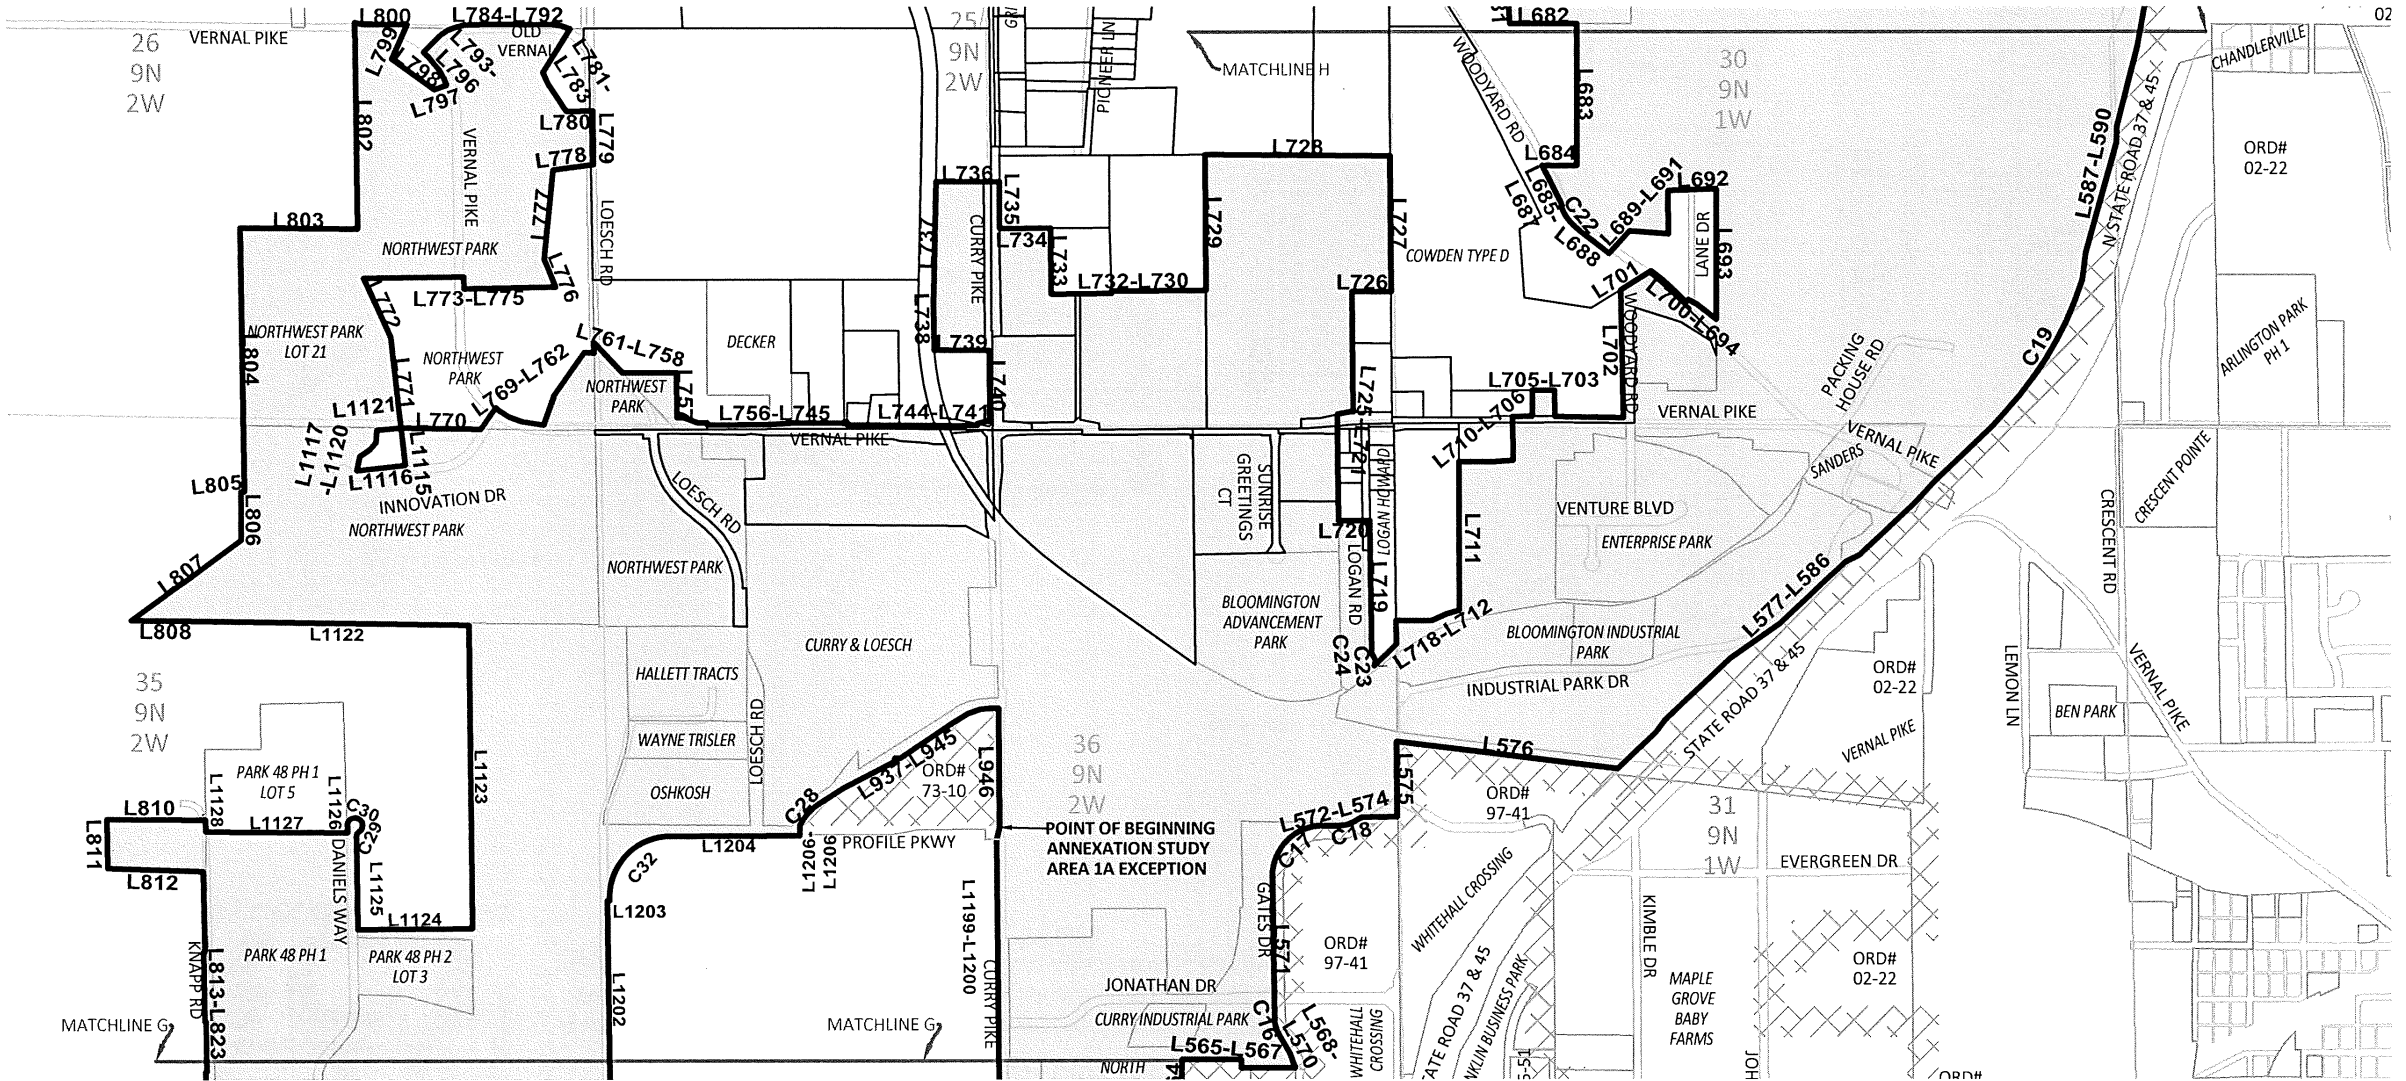 L800
L784-L792
OLD
VERNAL
26
9N
2W
VERNAL PIKE
L799
L798
L797
L793-
L796
L781-
L783
L780
L779
L778
L777
L776
L802
VERNAL PIKE
LOESCH RD
L803
NORTHWEST PARK
L773-L775
L772
L771
NORTHWEST PARK
LOT 21
L804
NORTHWEST
PARK
L769-L762
L761-L758
NORTHWEST
PARK
L757
L756-L745
L744-L741
VERNAL PIKE
L1121
L770
L1117
-L1120
L1116
L1115
INNOVATION DR
NORTHWEST PARK
L805
L806
L807
L808
L1122
25
9N
2W
GRI
PIONEER LN
MATCHLINE H
L736
L735
L734
L733
L737
L738
L739
L740
CURRY PIKE
L732-L730
L729
L728
L727
L726
DECKER
L725-L721
LOT LOGAN HOWARD
L720
LOGAN RD
L719
C24
C23
L718-L712
L711
L710-L706
L705-L703
L702
WOODYARD RD
L701
L700-L694
L693
LANE DR
L692
L689-L691
C22
L685-
L688
L687
L684
L683
L682
WOODYARD RD
COWDEN TYPE D
30
9N
1W
PACKING
HOUSE RD
VERNAL PIKE
VERNAL PIKE
SANDERS
VENTURE BLVD
ENTERPRISE PARK
BLOOMINGTON INDUSTRIAL
PARK
INDUSTRIAL PARK DR
SUNRISE
GREETINGS
CT
BLOOMINGTON
ADVANCEMENT
PARK
LOESCH RD
NORTHWEST PARK
CURRY & LOESCH
HALLETT TRACTS
WAYNE TRISLER
OSHKOSH
LOESCH RD
L587-L590
N STATE ROAD 37 & 45
C19
L577-L586
STATE ROAD 37 & 45
CHANDLERVILLE
02
ORD#
02-22
ARLINGTON PARK
PH 1
CRESCENT POINTE
CRESCENT RD
VERNAL PIKE
LEMON LN
BEN PARK
ORD#
02-22
VERNAL PIKE
35
9N
2W
PARK 48 PH 1
LOT 5
L810
L811
L812
L1128
L1127
L1126
C30
C29
L1125
L1124
L1123
DANIELS WAY
PARK 48 PH 1
PARK 48 PH 2
LOT 3
KNAPP RD
L813-L823
MATCHLINE G
L937-L945
C28
ORD#
73-10
L946
L1204
L1206-
L1206
PROFILE PKWY
C32
L1203
L1202
L1199-L1200
CURRY PIKE
MATCHLINE G
36
9N
2W
POINT OF BEGINNING
ANNEXATION STUDY
AREA 1A EXCEPTION
L576
L575
L572-L574
C18
C17
GATES DR
L571
C16
L568-
L570
L565-L567
JONATHAN DR
CURRY INDUSTRIAL PARK
NORTH
ORD#
97-41
ORD#
97-41
WHITEHALL CROSSING
WHITEHALL
CROSSING
ATE ROAD 37 & 45
NKLIN BUSINESS PARK
31
9N
1W
EVERGREEN DR
KIMBLE DR
MAPLE
GROVE
BABY
FARMS
ORD#
02-22
JOH
ORD#